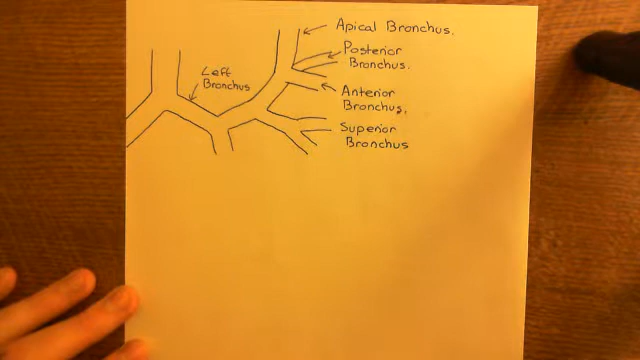 Apical Bronchus.
Posterior
Bronchus.
Left
Bronchus
Anterior
Bronchus,
Superior
Bronchus